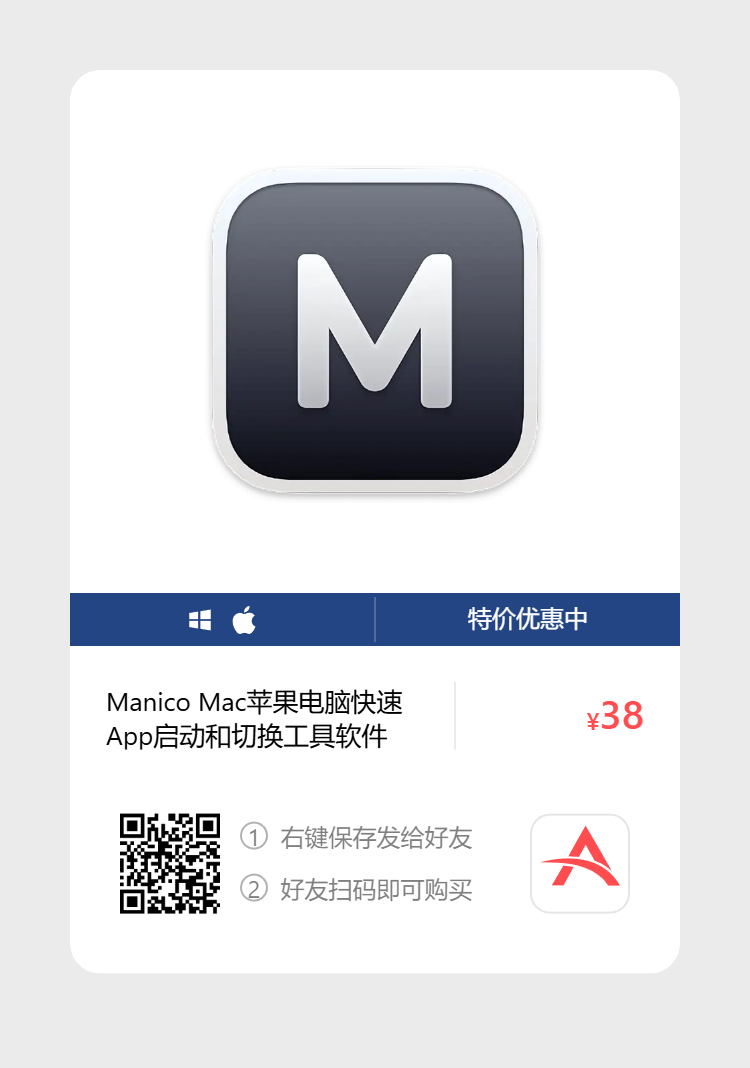 M
特价优惠中
Manico Mac苹果电脑快速
App启动和切换工具软件
¥38
① 右键保存发给好友
② 好友扫码即可购买